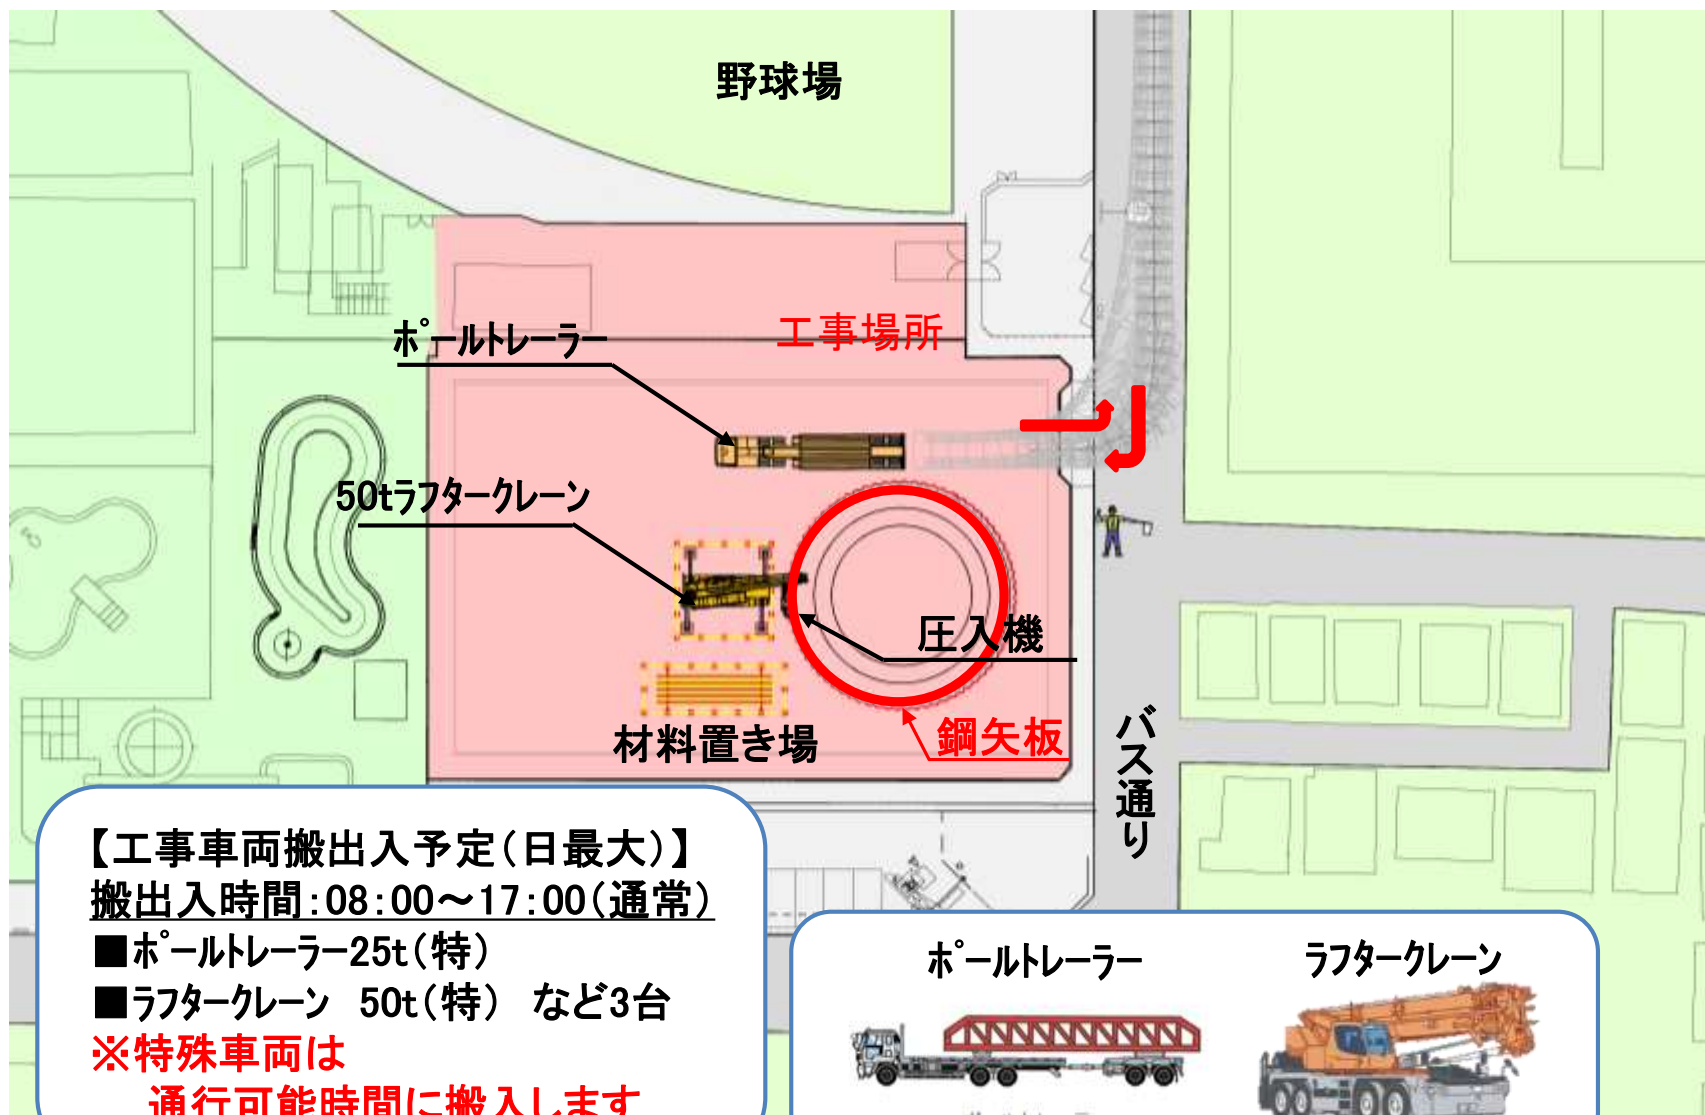 野球場
工事場所
ポールトレーラー
50tラフタークレーン
圧入機
鋼矢板
材料置き場
バス通り
【工事車両搬出入予定(日最大)】
搬出入時間:08:00～17:00(通常)
■ポールトレーラー25t(特)
■ラフタークレーン　50t(特)　など3台
※特殊車両は
通行可能時間に搬入します
ポールトレーラー
ラフタークレーン